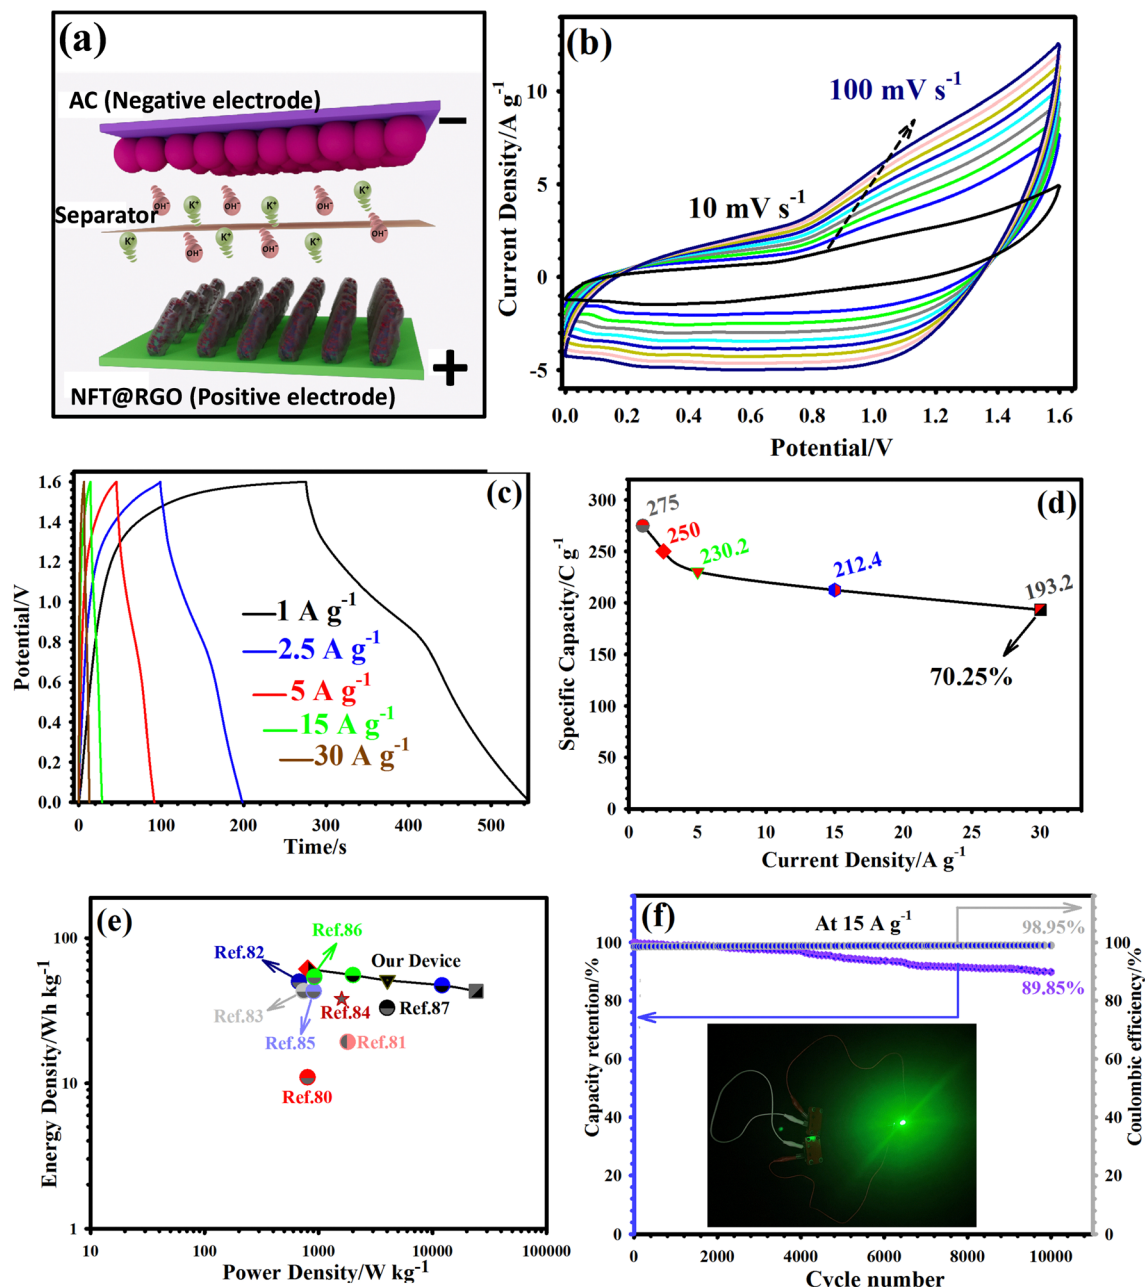 (a)
AC (Negative electrode)
−
OH⁻ K⁺ OH⁻ K⁺ OH⁻ K⁺
Separator
K⁺ OH⁻ K⁺ OH⁻ K⁺ OH⁻
+
NFT@RGO (Positive electrode)
(b)
Current Density/A g⁻¹
10
5
0
-5
100 mV s⁻¹
10 mV s⁻¹
0.0 0.2 0.4 0.6 0.8 1.0 1.2 1.4 1.6
Potential/V
(c)
Potential/V
1.6
1.4
1.2
1.0
0.8
0.6
0.4
0.2
0.0
1 A g⁻¹
2.5 A g⁻¹
5 A g⁻¹
15 A g⁻¹
30 A g⁻¹
0 100 200 300 400 500
Time/s
(d)
Specific Capacity/C g⁻¹
300
250
200
150
100
50
0
275
250
230.2
212.4
193.2
70.25%
0 5 10 15 20 25 30
Current Density/A g⁻¹
(e)
Energy Density/Wh kg⁻¹
100
10
1
Ref.86
Ref.82
Our Device
Ref.83
Ref.84
Ref.87
Ref.85
Ref.81
Ref.80
10 100 1000 10000 100000
Power Density/W kg⁻¹
(f)
At 15 A g⁻¹
98.95%
89.85%
Capacity retention/%
100
80
60
40
20
0
Coulombic efficiency/%
100
80
60
40
20
0
0 2000 4000 6000 8000 10000
Cycle number